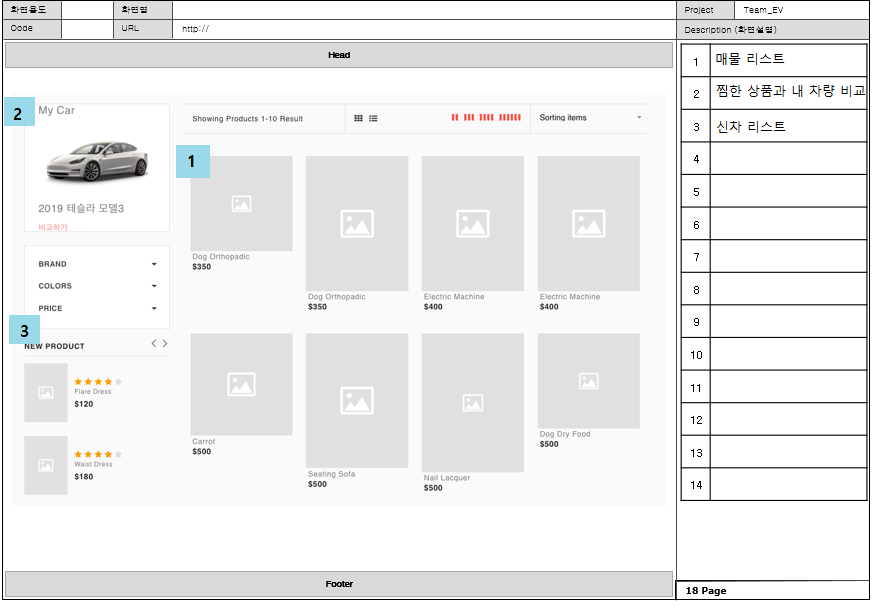 화면용도
화면명
Project
Team_EV
Code
URL
http://
Description (화면설명)
Head
1
매물 리스트
2
찜한 상품과 내 차량 비교
3
신차 리스트
4
5
6
7
8
9
10
11
12
13
14
2
My Car
2019 테슬라 모델3
비교하기
BRAND
COLORS
PRICE
3
NEW PRODUCT
Flare Dress
$120
Waist Dress
$180
Showing Products 1-10 Result
Sorting items
1
Dog Orthopadic
$350
Dog Orthopadic
$350
Electric Machine
$400
Electric Machine
$400
Carrot
$500
Seating Sofa
$500
Nail Lacquer
$500
Dog Dry Food
$500
Footer
18 Page